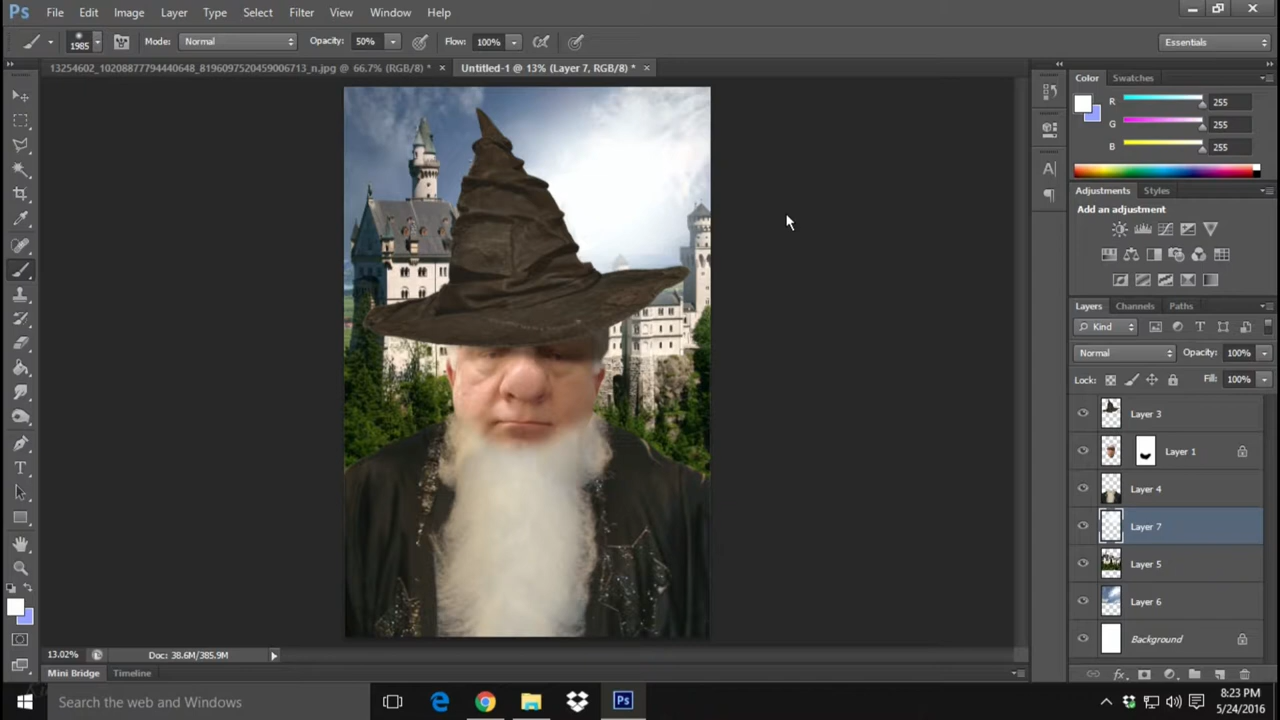 Ps File Edit Image Layer Type Select Filter View Window Help
1985 Mode: Normal Opacity: 50% Flow: 100% Essentials
13254602_10208877794440648_8196097520459006713_n.jpg @ 66.7% (RGB/8) * × Untitled-1 @ 13% (Layer 7, RGB/8) * ×
Color Swatches
R 255
G 255
B 255
Adjustments Styles
Add an adjustment
Layers Channels Paths
Kind
Normal Opacity: 100%
Lock: Fill: 100%
Layer 3
Layer 1
Layer 4
Layer 7
Layer 5
Layer 6
Background
13.02% Doc: 38.6M/385.9M
Mini Bridge Timeline
Search the web and Windows
8:23 PM
5/24/2016